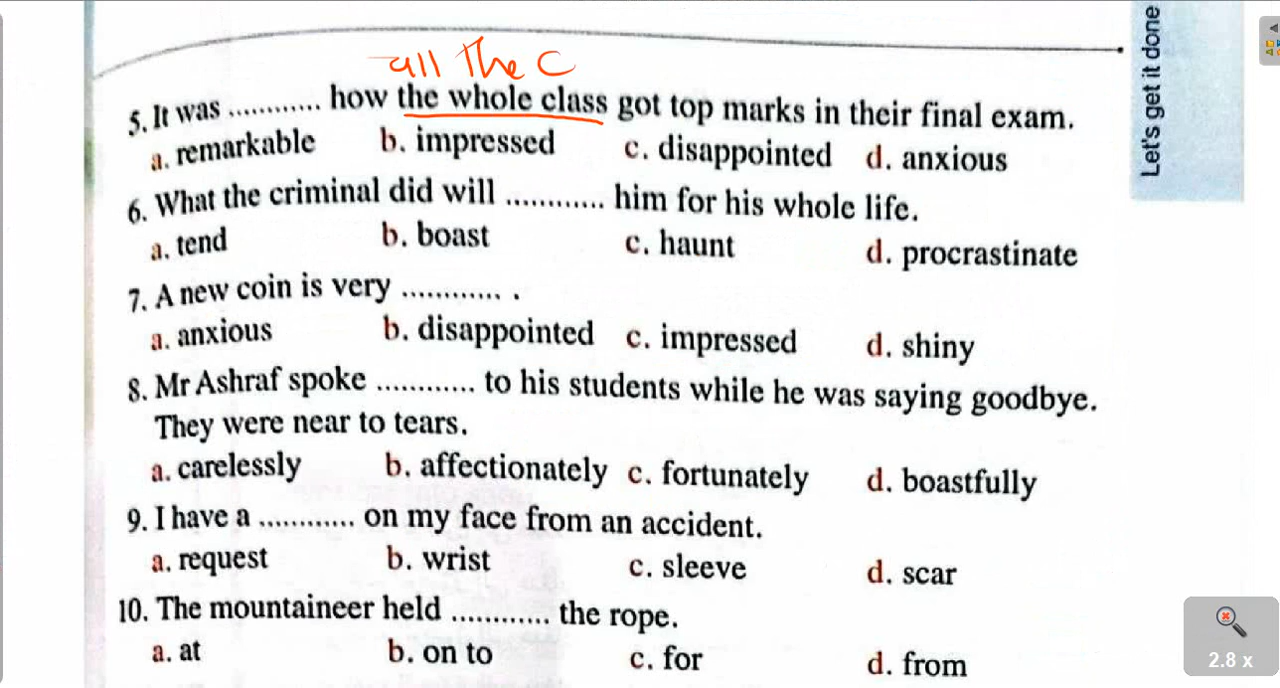 Let's get it done
all The C
5. It was ............ how the whole class got top marks in their final exam.
a. remarkable b. impressed c. disappointed d. anxious
6. What the criminal did will ............ him for his whole life.
a. tend b. boast c. haunt d. procrastinate
7. A new coin is very ............ .
a. anxious b. disappointed c. impressed d. shiny
8. Mr Ashraf spoke ............ to his students while he was saying goodbye.
They were near to tears.
a. carelessly b. affectionately c. fortunately d. boastfully
9. I have a ............ on my face from an accident.
a. request b. wrist c. sleeve d. scar
10. The mountaineer held ............ the rope.
a. at b. on to c. for d. from
2.8 x